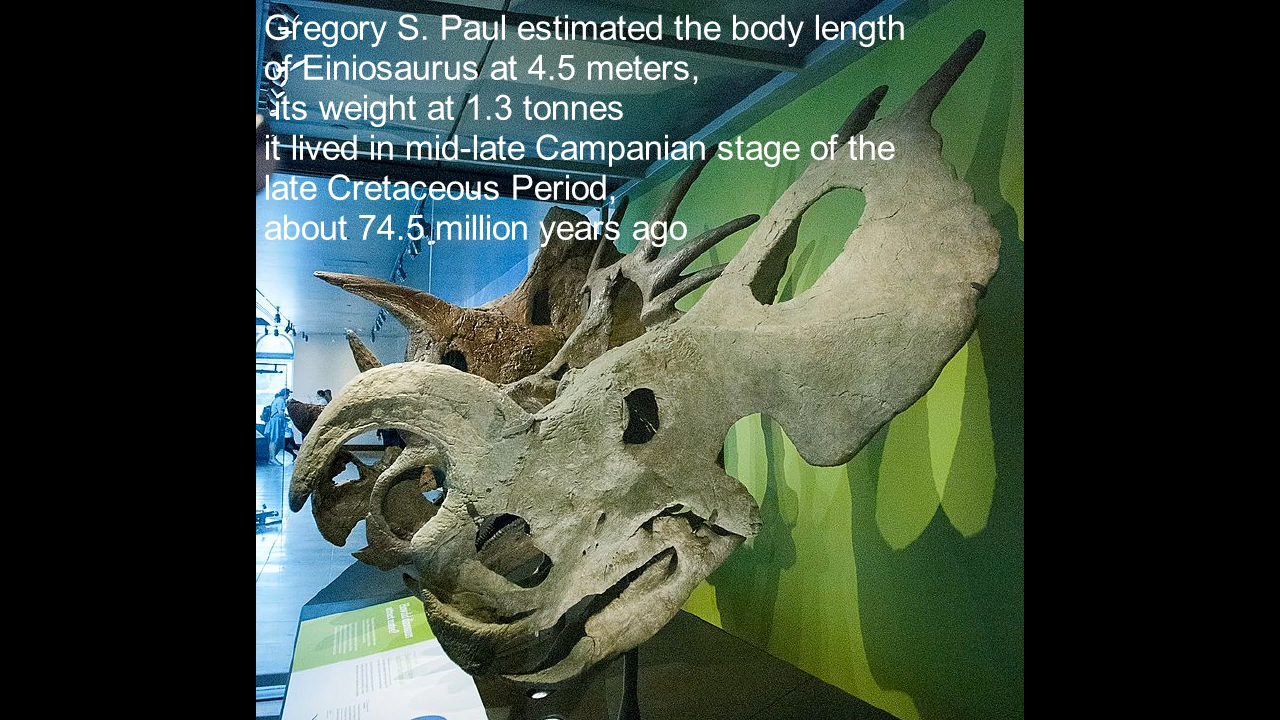 Gregory S. Paul estimated the body length
of Einiosaurus at 4.5 meters,
its weight at 1.3 tonnes
it lived in mid-late Campanian stage of the
late Cretaceous Period,
about 74.5 million years ago